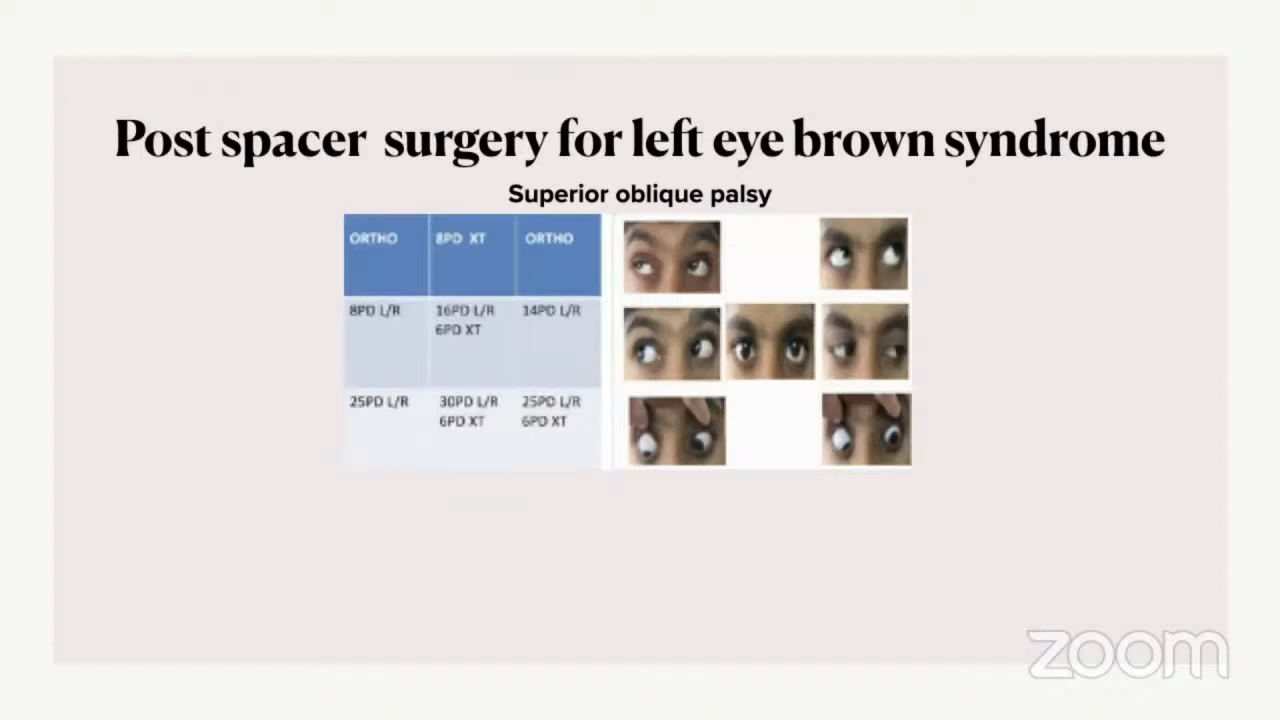 Post spacer surgery for left eye brown syndrome
Superior oblique palsy
ORTHO 8PD XT ORTHO
8PD L/R 16PD L/R 14PD L/R
6PD XT
25PD L/R 30PD L/R 25PD L/R
6PD XT 6PD XT
zoom